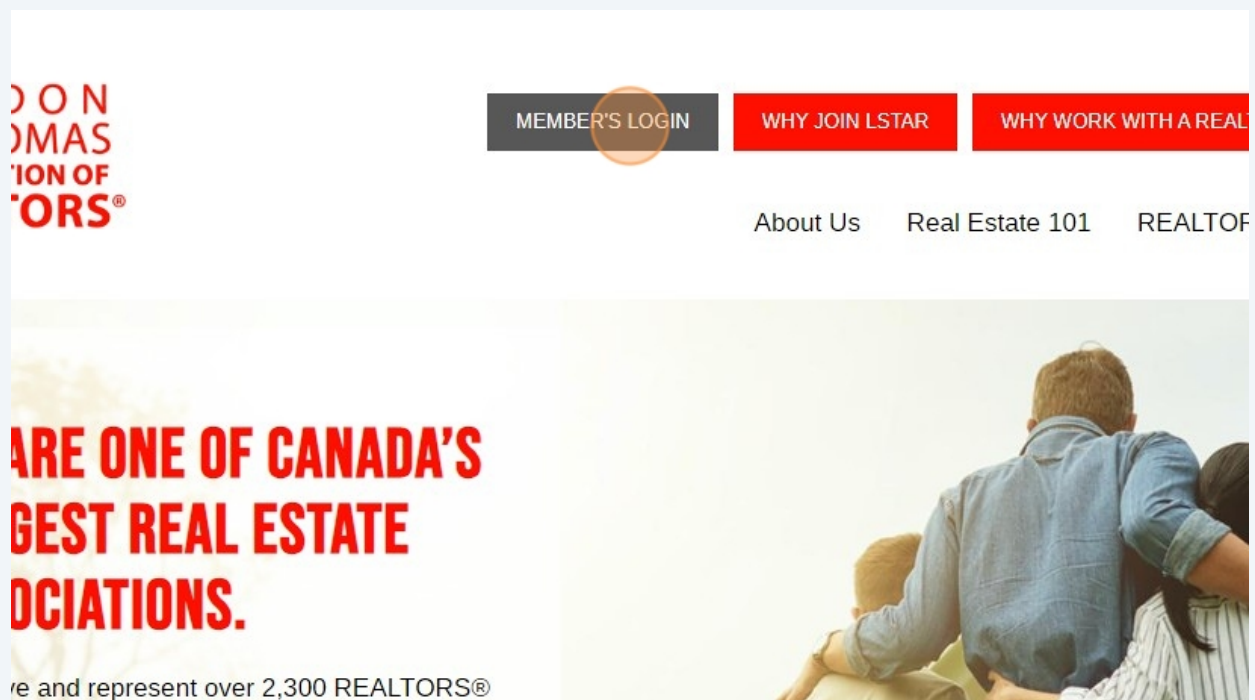 DON
OMAS
TION OF
TORS®
MEMBER'S LOGIN
WHY JOIN LSTAR
WHY WORK WITH A REAL
About Us
Real Estate 101
REALTOR
ARE ONE OF CANADA'S
GEST REAL ESTATE
OCIATIONS.
ve and represent over 2,300 REALTORS®